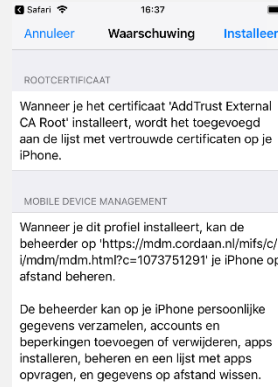 Safari 16:37
Annuleer Waarschuwing Installeer
ROOTCERTIFICAAT
Wanneer je het certificaat 'AddTrust External
CA Root' installeert, wordt het toegevoegd
aan de lijst met vertrouwde certificaten op je
iPhone.
MOBILE DEVICE MANAGEMENT
Wanneer je dit profiel installeert, kan de
beheerder op 'https://mdm.cordaan.nl/mifs/c/
i/mdm/mdm.html?c=1073751291' je iPhone op
afstand beheren.
De beheerder kan op je iPhone persoonlijke
gegevens verzamelen, accounts en
beperkingen toevoegen of verwijderen, apps
installeren, beheren en een lijst met apps
opvragen, en gegevens op afstand wissen.